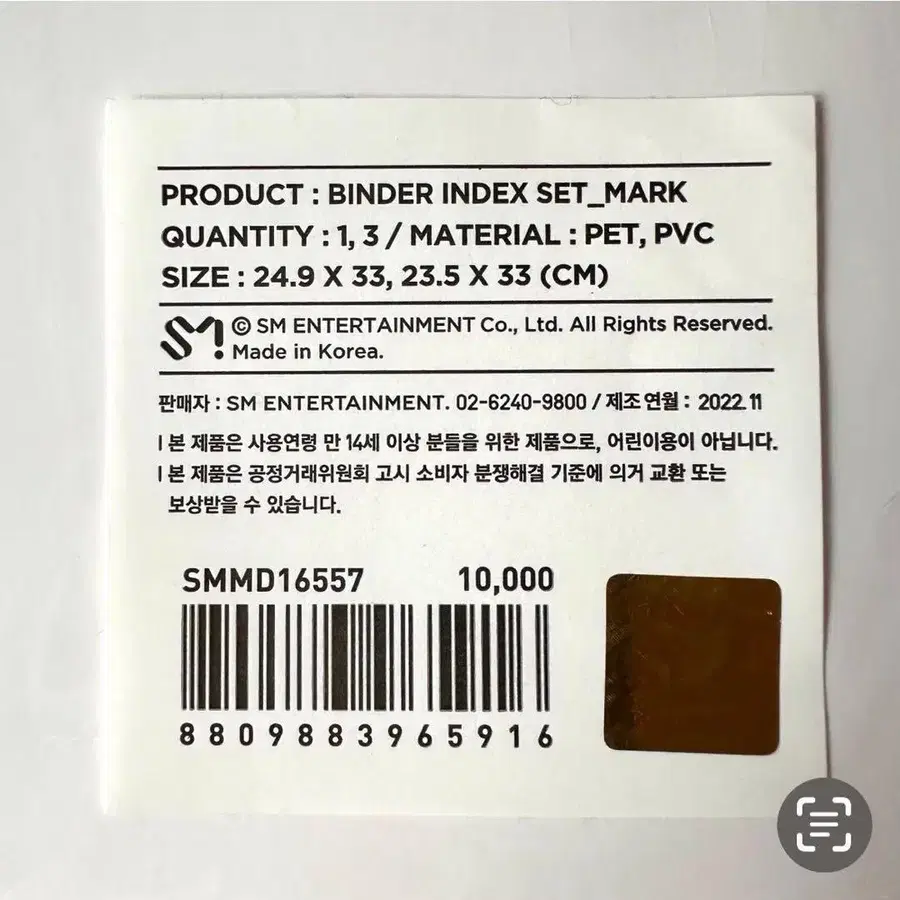 PRODUCT : BINDER INDEX SET_MARK
QUANTITY : 1, 3 / MATERIAL : PET, PVC
SIZE : 24.9 X 33, 23.5 X 33 (CM)
SM! © SM ENTERTAINMENT Co., Ltd. All Rights Reserved.
Made in Korea.
판매자 : SM ENTERTAINMENT. 02-6240-9800 / 제조연월 : 2022.11
l 본 제품은 사용연령 만 14세 이상 분들을 위한 제품으로, 어린이용이 아닙니다.
l 본 제품은 공정거래위원회 고시 소비자 분쟁해결 기준에 의거 교환 또는
보상받을 수 있습니다.
SMMD16557 10,000
8809883965916